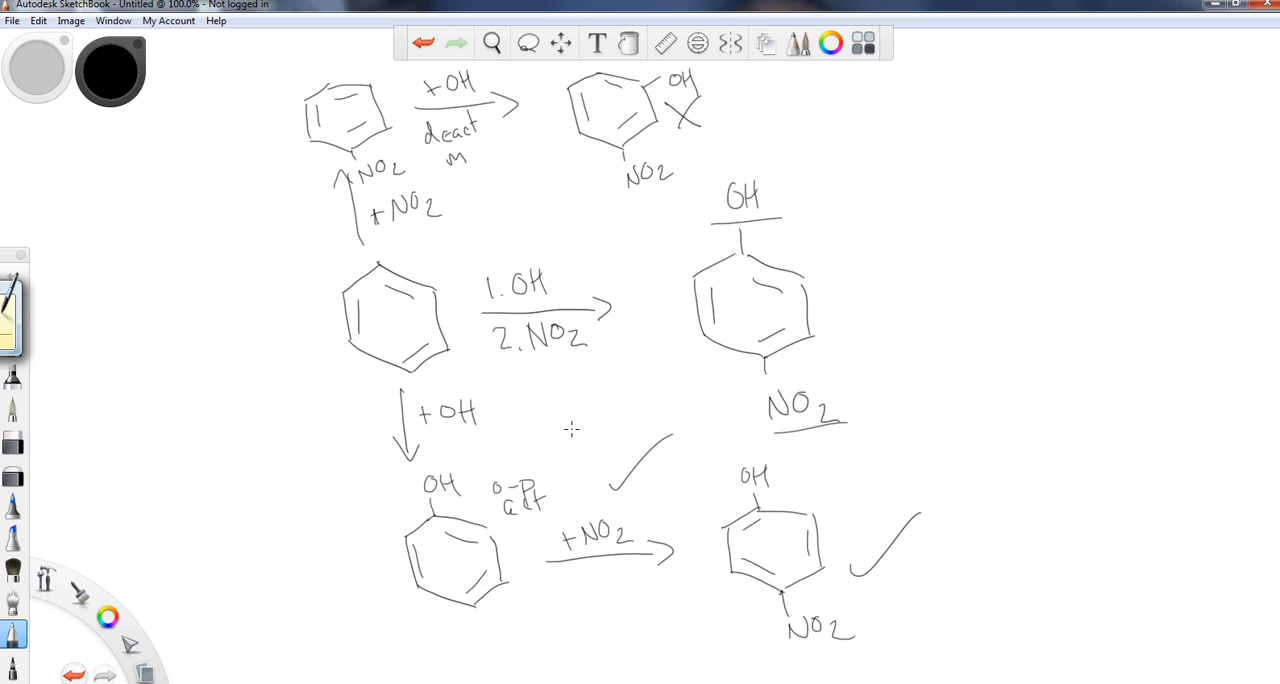 Autodesk SketchBook - Untitled @ 100.0% - Not logged in
File Edit Image Window My Account Help
T
+OH
deact
m
NO2
OH
X
NO2
+NO2
OH
1. OH
2. NO2
NO2
+OH
OH
o-p
act
+NO2
OH
NO2